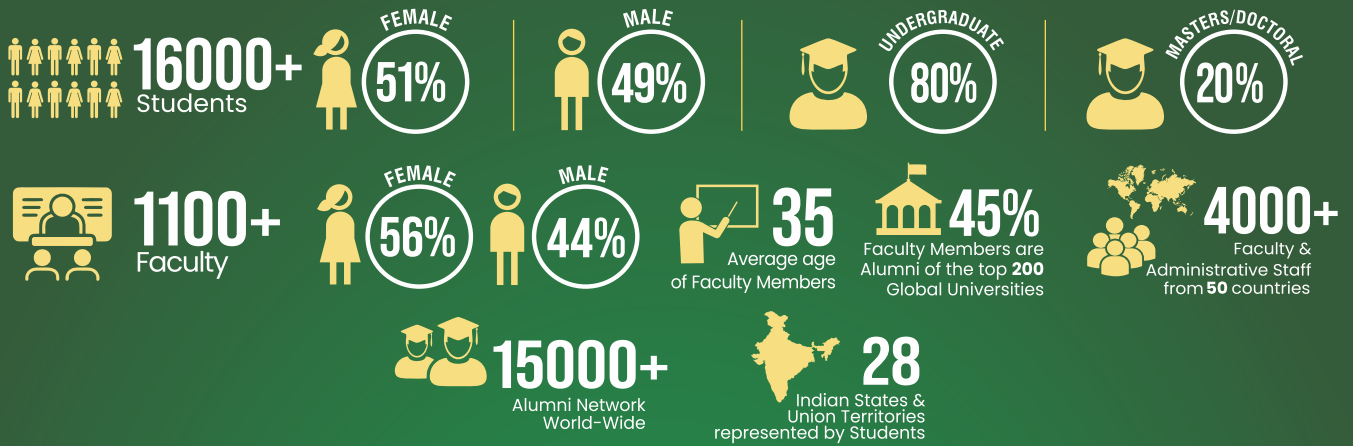 16000+
Students
FEMALE
51%
MALE
49%
UNDERGRADUATE
80%
MASTERS/DOCTORAL
20%
1100+
Faculty
FEMALE
56%
MALE
44%
35
Average age
of Faculty Members
45%
Faculty Members are
Alumni of the top 200
Global Universities
4000+
Faculty &
Administrative Staff
from 50 countries
15000+
Alumni Network
World-Wide
28
Indian States &
Union Territories
represented by Students